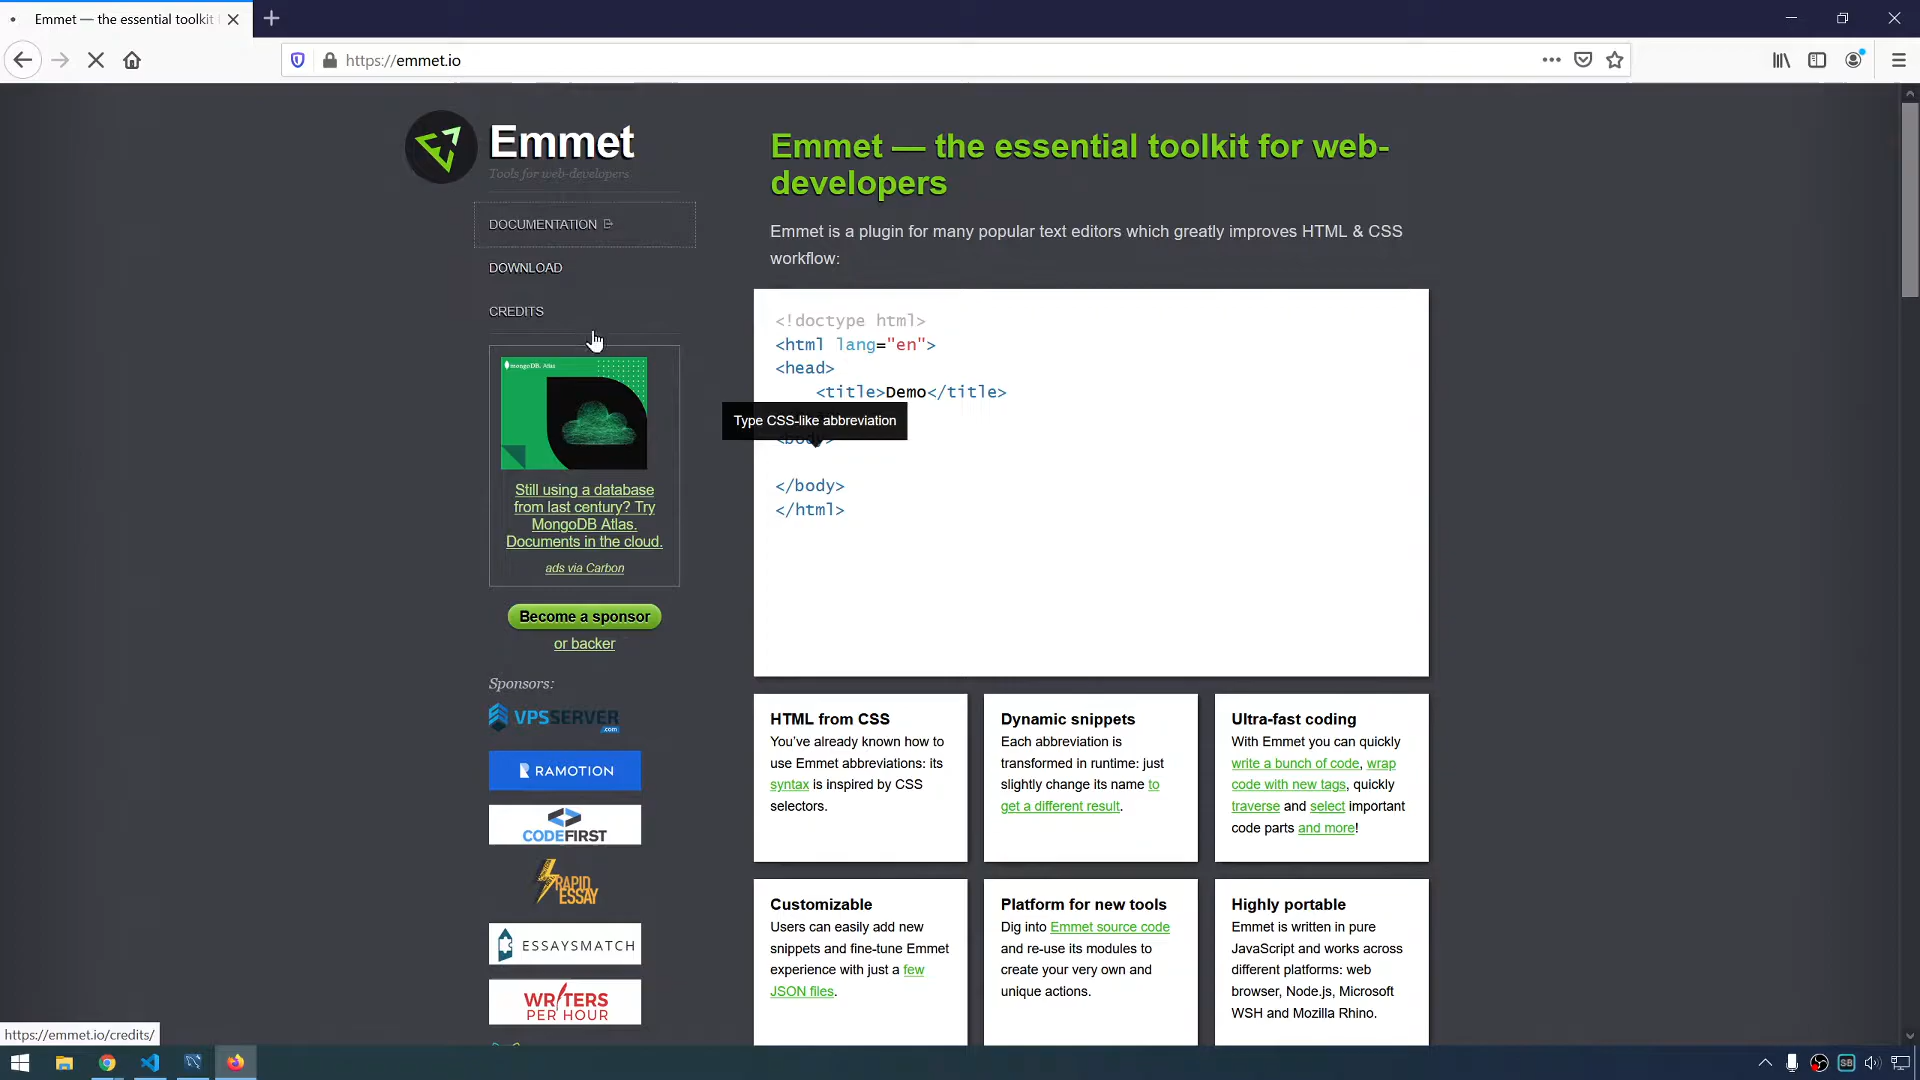 Emmet — the essential toolkit
https://emmet.io
Emmet
Tools for web-developers
DOCUMENTATION
DOWNLOAD
CREDITS
mongoDB. Atlas
Still using a database
from last century? Try
MongoDB Atlas.
Documents in the cloud.
ads via Carbon
Become a sponsor
or backer
Sponsors:
VPSSERVER
.com
RAMOTION
CODEFIRST
RAPID
ESSAY
ESSAYSMATCH
WRITERS
PER HOUR
Emmet — the essential toolkit for web-
developers
Emmet is a plugin for many popular text editors which greatly improves HTML & CSS
workflow:
<!doctype html>
<html lang="en">
<head>
<title>Demo</title>
Type CSS-like abbreviation
<body>
</body>
</html>
HTML from CSS
You’ve already known how to
use Emmet abbreviations: its
syntax is inspired by CSS
selectors.
Dynamic snippets
Each abbreviation is
transformed in runtime: just
slightly change its name to
get a different result.
Ultra-fast coding
With Emmet you can quickly
write a bunch of code, wrap
code with new tags, quickly
traverse and select important
code parts and more!
Customizable
Users can easily add new
snippets and fine-tune Emmet
experience with just a few
JSON files.
Platform for new tools
Dig into Emmet source code
and re-use its modules to
create your very own and
unique actions.
Highly portable
Emmet is written in pure
JavaScript and works across
different platforms: web
browser, Node.js, Microsoft
WSH and Mozilla Rhino.
https://emmet.io/credits/
SB